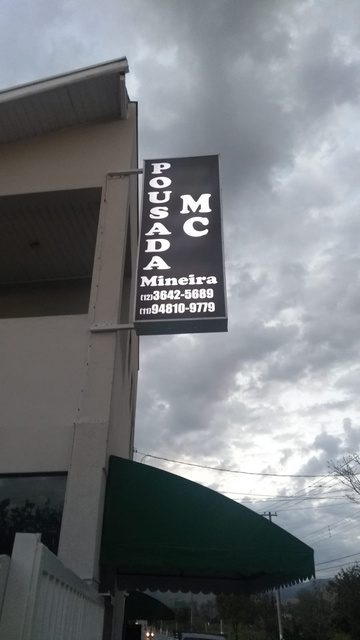 POUSADA
MC
Mineira
(12)3642-5689
(11)94810-9779